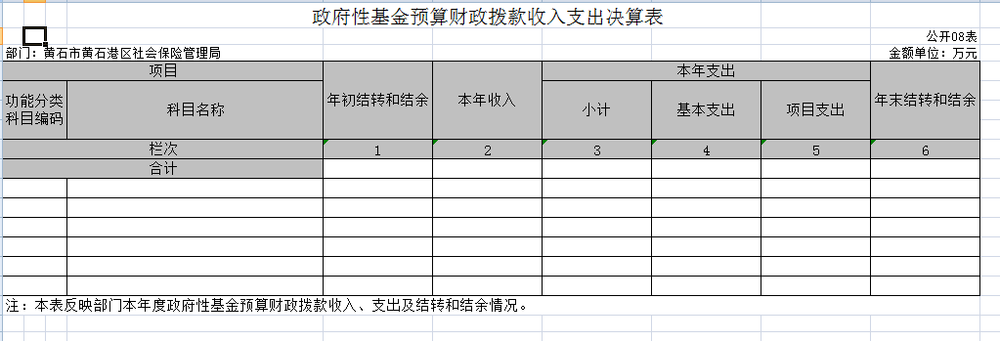 政府性基金预算财政拨款收入支出决算表
公开08表
部门：黄石市黄石港区社会保险管理局 金额单位：万元
项目 年初结转和结余 本年收入 本年支出 年末结转和结余
功能分类科目编码 科目名称 小计 基本支出 项目支出
栏次 1 2 3 4 5 6
合计
注：本表反映部门本年度政府性基金预算财政拨款收入、支出及结转和结余情况。